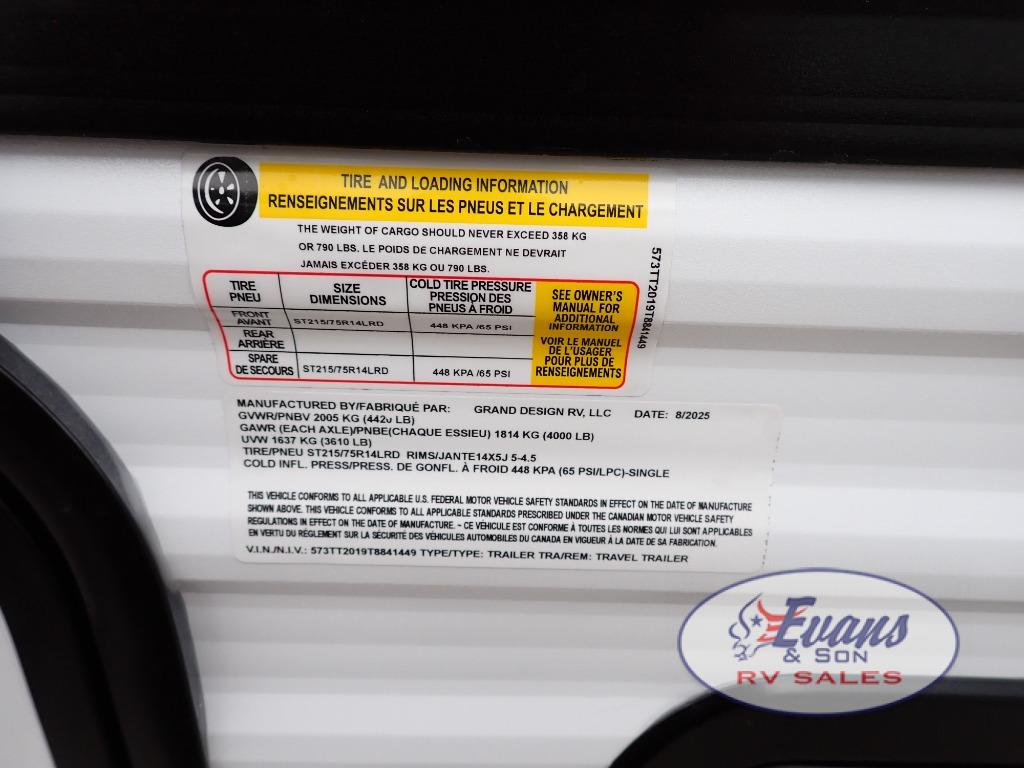 TIRE AND LOADING INFORMATION
RENSEIGNEMENTS SUR LES PNEUS ET LE CHARGEMENT
THE WEIGHT OF CARGO SHOULD NEVER EXCEED 358 KG
OR 790 LBS. LE POIDS DE CHARGEMENT NE DEVRAIT
JAMAIS EXCÉDER 358 KG OU 790 LBS.
TIRE
PNEU
SIZE
DIMENSIONS
COLD TIRE PRESSURE
PRESSION DES
PNEUS À FROID
FRONT
AVANT
ST215/75R14LRD
448 KPA /65 PSI
REAR
ARRIÈRE
SPARE
DE SECOURS
ST215/75R14LRD
448 KPA /65 PSI
SEE OWNER'S
MANUAL FOR
ADDITIONAL
INFORMATION
VOIR LE MANUEL
DE L'USAGER
POUR PLUS DE
RENSEIGNEMENTS
573TT2019T8841449
MANUFACTURED BY/FABRIQUÉ PAR: GRAND DESIGN RV, LLC DATE: 8/2025
GVWR/PNBV 2005 KG (4420 LB)
GAWR (EACH AXLE)/PNBE(CHAQUE ESSIEU) 1814 KG (4000 LB)
UVW 1637 KG (3610 LB)
TIRE/PNEU ST215/75R14LRD RIMS/JANTE14X5J 5-4.5
COLD INFL. PRESS/PRESS. DE GONFL. À FROID 448 KPA (65 PSI/LPC)-SINGLE
THIS VEHICLE CONFORMS TO ALL APPLICABLE U.S. FEDERAL MOTOR VEHICLE SAFETY STANDARDS IN EFFECT ON THE DATE OF MANUFACTURE
SHOWN ABOVE. THIS VEHICLE CONFORMS TO ALL APPLICABLE STANDARDS PRESCRIBED UNDER THE CANADIAN MOTOR VEHICLE SAFETY
REGULATIONS IN EFFECT ON THE DATE OF MANUFACTURE. - CE VÉHICULE EST CONFORME À TOUTES LES NORMES QUI LUI SONT APPLICABLES
EN VERTU DU RÈGLEMENT SUR LA SÉCURITÉ DES VÉHICULES AUTOMOBILES DU CANADA EN VIGUEUR À LA DATE DE SA FABRICATION.
V.I.N./N.I.V.: 573TT2019T8841449 TYPE/TYPE: TRAILER TRA/REM: TRAVEL TRAILER
Evans
& SON
RV SALES